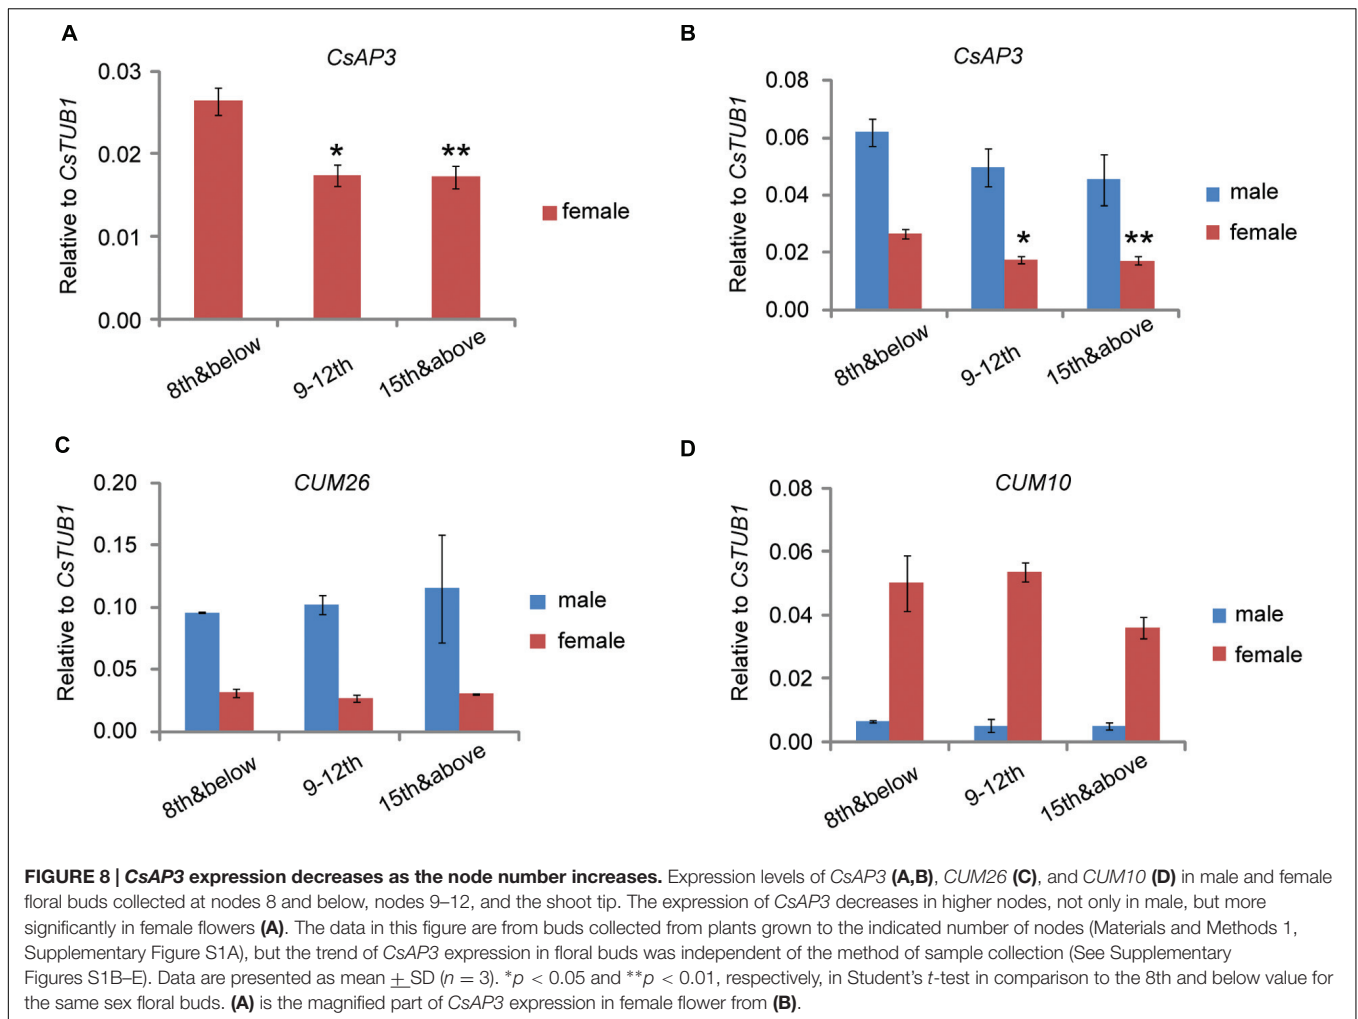 A
CsAP3
0.03
0.02
0.01
0.00
Relative to CsTUB1
*
**
female
8th&below
9-12th
15th&above
B
CsAP3
0.08
0.06
0.04
0.02
0.00
Relative to CsTUB1
*
**
male
female
8th&below
9-12th
15th&above
C
CUM26
0.20
0.15
0.10
0.05
0.00
Relative to CsTUB1
male
female
8th&below
9-12th
15th&above
D
CUM10
0.08
0.06
0.04
0.02
0.00
Relative to CsTUB1
male
female
8th&below
9-12th
15th&above
FIGURE 8 | CsAP3 expression decreases as the node number increases. Expression levels of CsAP3 (A,B), CUM26 (C), and CUM10 (D) in male and female
floral buds collected at nodes 8 and below, nodes 9–12, and the shoot tip. The expression of CsAP3 decreases in higher nodes, not only in male, but more
significantly in female flowers (A). The data in this figure are from buds collected from plants grown to the indicated number of nodes (Materials and Methods 1,
Supplementary Figure S1A), but the trend of CsAP3 expression in floral buds was independent of the method of sample collection (See Supplementary
Figures S1B–E). Data are presented as mean ± SD (n = 3). *p < 0.05 and **p < 0.01, respectively, in Student's t-test in comparison to the 8th and below value for
the same sex floral buds. (A) is the magnified part of CsAP3 expression in female flower from (B).